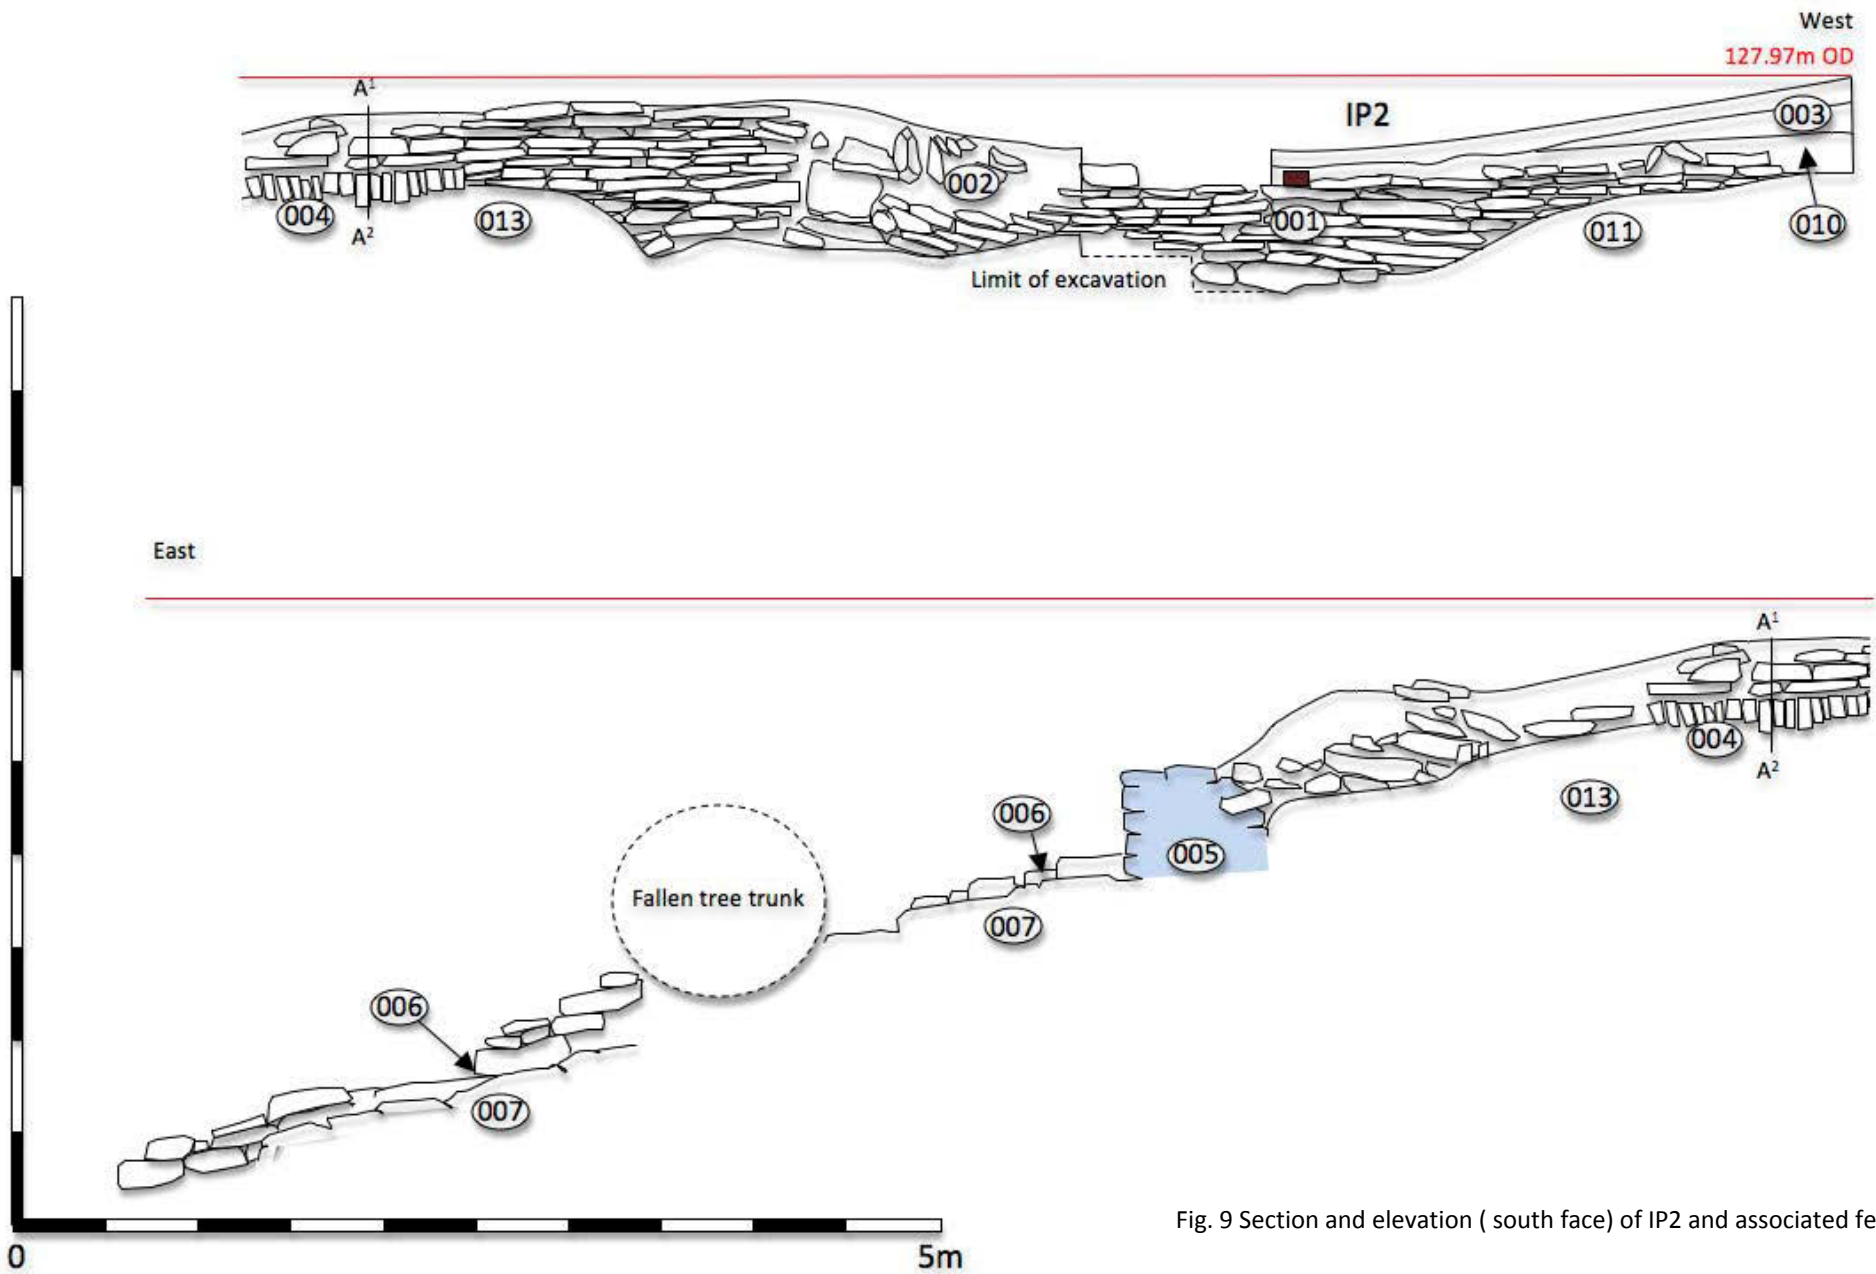 West
127.97m OD
A¹
IP2
003
002
004
013
001
011
010
A²
Limit of excavation
East
A¹
004
A²
013
006
005
Fallen tree trunk
007
006
007
Fig. 9 Section and elevation ( south face) of IP2 and associated fe
0
5m